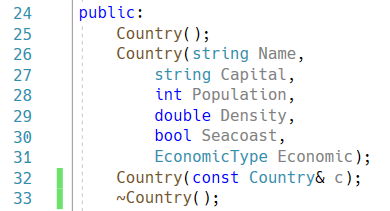 24 public:
25 Country();
26 Country(string Name,
27 string Capital,
28 int Population,
29 double Density,
30 bool Seacoast,
31 EconomicType Economic);
32 Country(const Country& c);
33 ~Country();